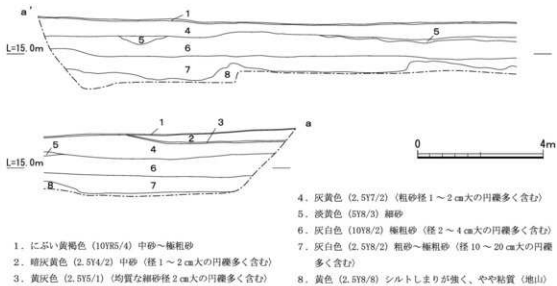 a'
1
4
5
5
L=15.0m
6
7
8
1
3
a
2
5
4
L=15.0m
6
8
7
0
4m
1．にぶい黄褐色（10YR5/4）中砂～極粗砂
2．暗灰黄色（2.5Y4/2）中砂（径1～2㎝大の円礫多く含む）
3．黄灰色（2.5Y5/1）（均質な細砂径2㎝大の円礫多く含む）
4．灰黄色（2.5Y7/2）（粗砂径1～2㎝大の円礫多く含む）
5．淡黄色（5Y8/3）細砂
6．灰白色（10Y8/2）極粗砂（径2～4㎝大の円礫多く含む）
7．灰白色（2.5Y8/2）粗砂～極粗砂（径10～20㎝大の円礫
多く含む）
8．黄色（2.5Y8/8）シルトしまりが強く、やや粘質（地山）